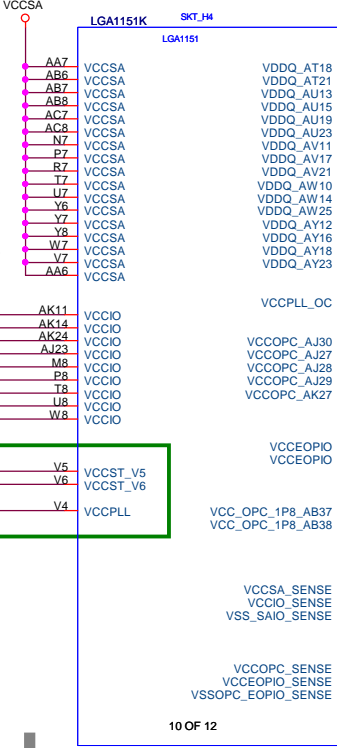 VCCSA
LGA1151K SKT_H4
LGA1151
AA7 VCCSA VDDQ_AT18
AB6 VCCSA VDDQ_AT21
AB7 VCCSA VDDQ_AU13
AB8 VCCSA VDDQ_AU15
AC7 VCCSA VDDQ_AU19
AC8 VCCSA VDDQ_AU23
N7 VCCSA VDDQ_AV11
P7 VCCSA VDDQ_AV17
R7 VCCSA VDDQ_AV21
T7 VCCSA VDDQ_AW10
U7 VCCSA VDDQ_AW14
Y6 VCCSA VDDQ_AW25
Y7 VCCSA VDDQ_AY12
Y8 VCCSA VDDQ_AY16
W7 VCCSA VDDQ_AY18
V7 VCCSA VDDQ_AY23
AA6 VCCSA
VCCPLL_OC
AK11 VCCIO
AK14 VCCIO
AK24 VCCIO VCCOPC_AJ30
AJ23 VCCIO VCCOPC_AJ27
M8 VCCIO VCCOPC_AJ28
P8 VCCIO VCCOPC_AJ29
T8 VCCIO VCCOPC_AK27
U8 VCCIO
W8 VCCIO
VCCEOPIO
VCCEOPIO
V5 VCCST_V5
V6 VCCST_V6
V4 VCCPLL VCC_OPC_1P8_AB37
VCC_OPC_1P8_AB38
VCCSA_SENSE
VCCIO_SENSE
VSS_SAIO_SENSE
VCCOPC_SENSE
VCCEOPIO_SENSE
VSSOPC_EOPIO_SENSE
10 OF 12